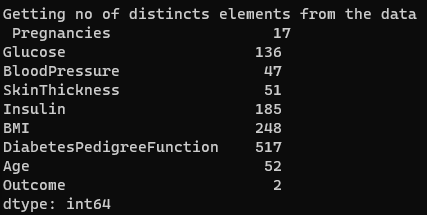 Getting no of distincts elements from the data
Pregnancies 17
Glucose 136
BloodPressure 47
SkinThickness 51
Insulin 185
BMI 248
DiabetesPedigreeFunction 517
Age 52
Outcome 2
dtype: int64